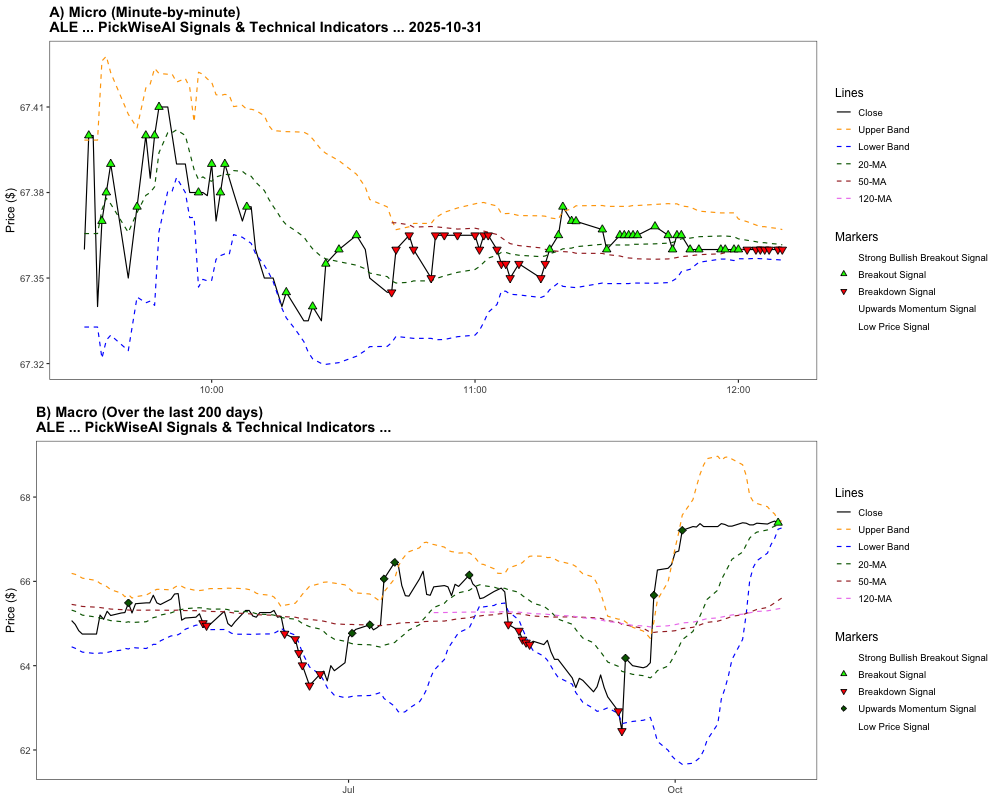 A) Micro (Minute-by-minute)
ALE ... PickWiseAI Signals & Technical Indicators ... 2025-10-31
Price ($)
67.41
67.38
67.35
67.32
10:00
11:00
12:00
Lines
Close
Upper Band
Lower Band
20-MA
50-MA
120-MA
Markers
Strong Bullish Breakout Signal
Breakout Signal
Breakdown Signal
Upwards Momentum Signal
Low Price Signal
B) Macro (Over the last 200 days)
ALE ... PickWiseAI Signals & Technical Indicators ...
Price ($)
68
66
64
62
Jul
Oct
Lines
Close
Upper Band
Lower Band
20-MA
50-MA
120-MA
Markers
Strong Bullish Breakout Signal
Breakout Signal
Breakdown Signal
Upwards Momentum Signal
Low Price Signal